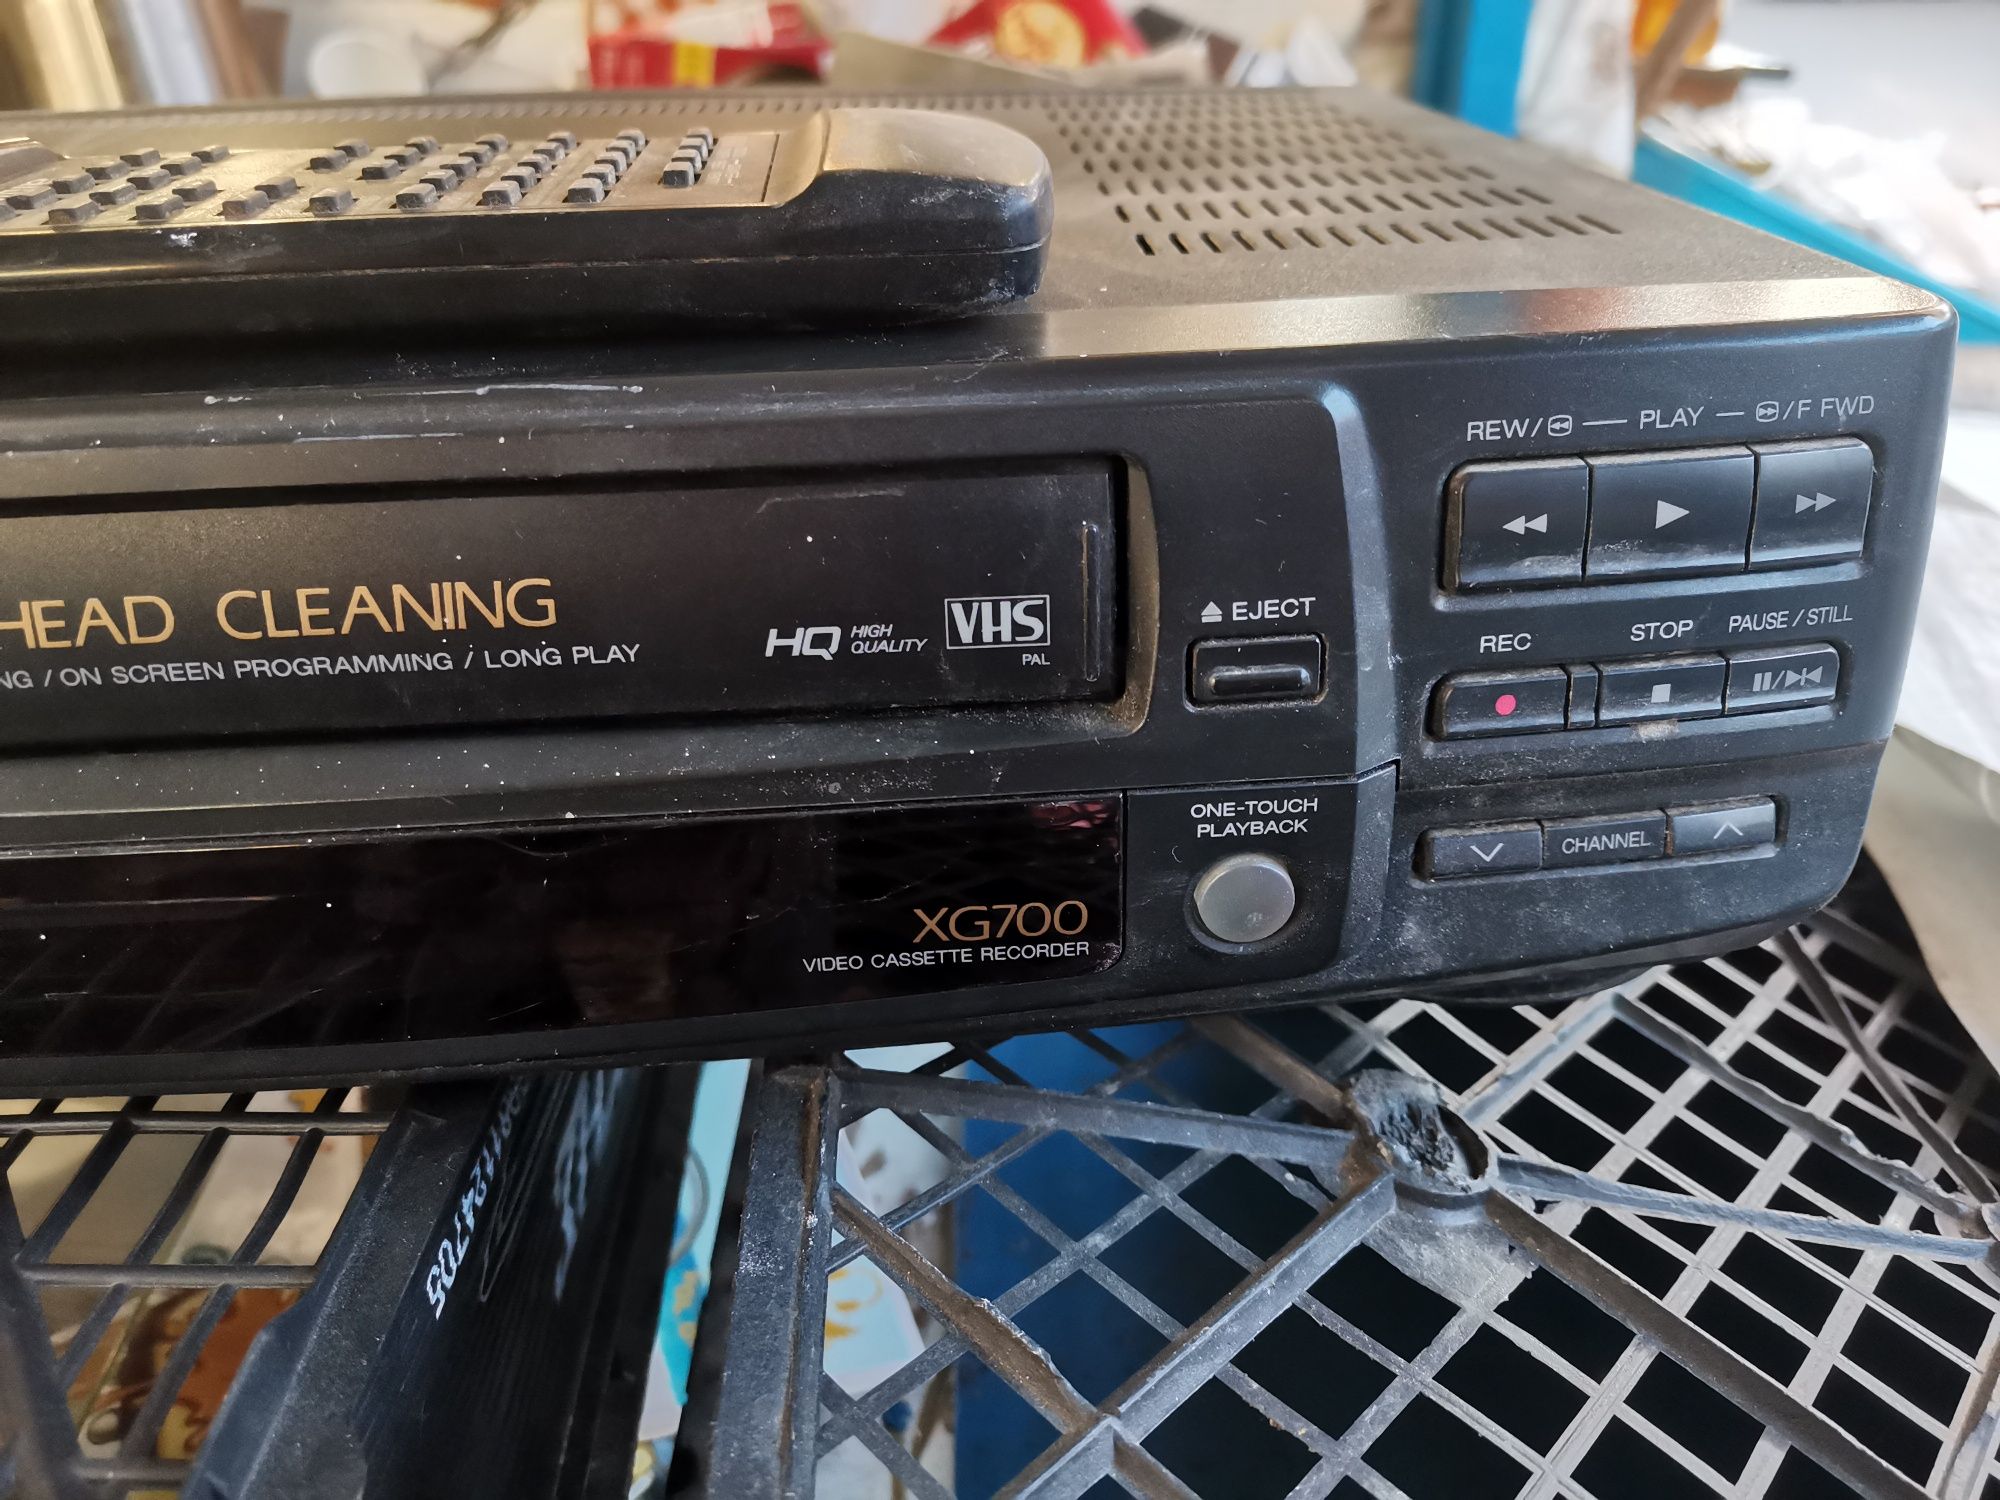 REW/ — PLAY — /F FWD
HEAD CLEANING
/ ON SCREEN PROGRAMMING / LONG PLAY
HQ HIGH QUALITY
VHS
PAL
EJECT
REC
STOP
PAUSE / STILL
ONE-TOUCH
PLAYBACK
CHANNEL
XG700
VIDEO CASSETTE RECORDER